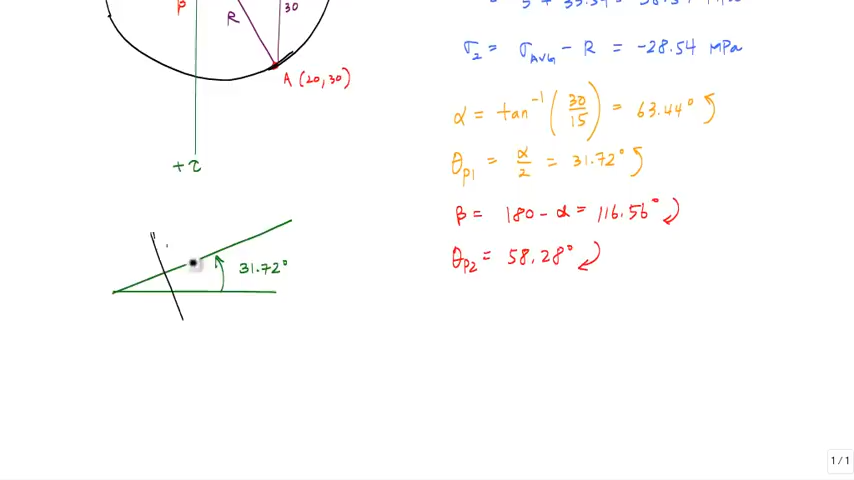 β
R
30
A (20, 30)
+τ
σ₂ = σ_AVG − R = −28.54 MPa
α = tan⁻¹ (30/15) = 63.44°
θ_P1 = α/2 = 31.72°
β = 180 − α = 116.56°
θ_P2 = 58.28°
31.72°
1 / 1